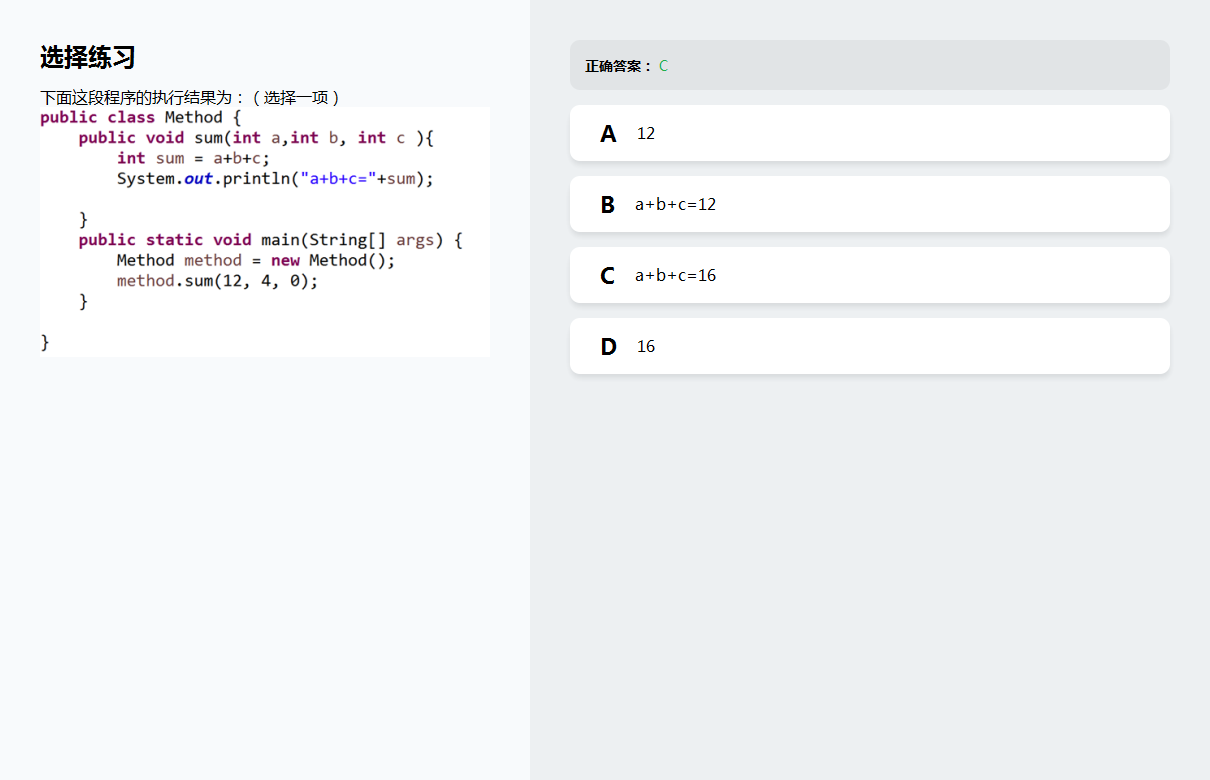 选择练习
下面这段程序的执行结果为：（选择一项）
public class Method {
    public void sum(int a,int b, int c ){
        int sum = a+b+c;
        System.out.println("a+b+c="+sum);
    }
    public static void main(String[] args) {
        Method method = new Method();
        method.sum(12, 4, 0);
    }
}
正确答案： C
A 12
B a+b+c=12
C a+b+c=16
D 16